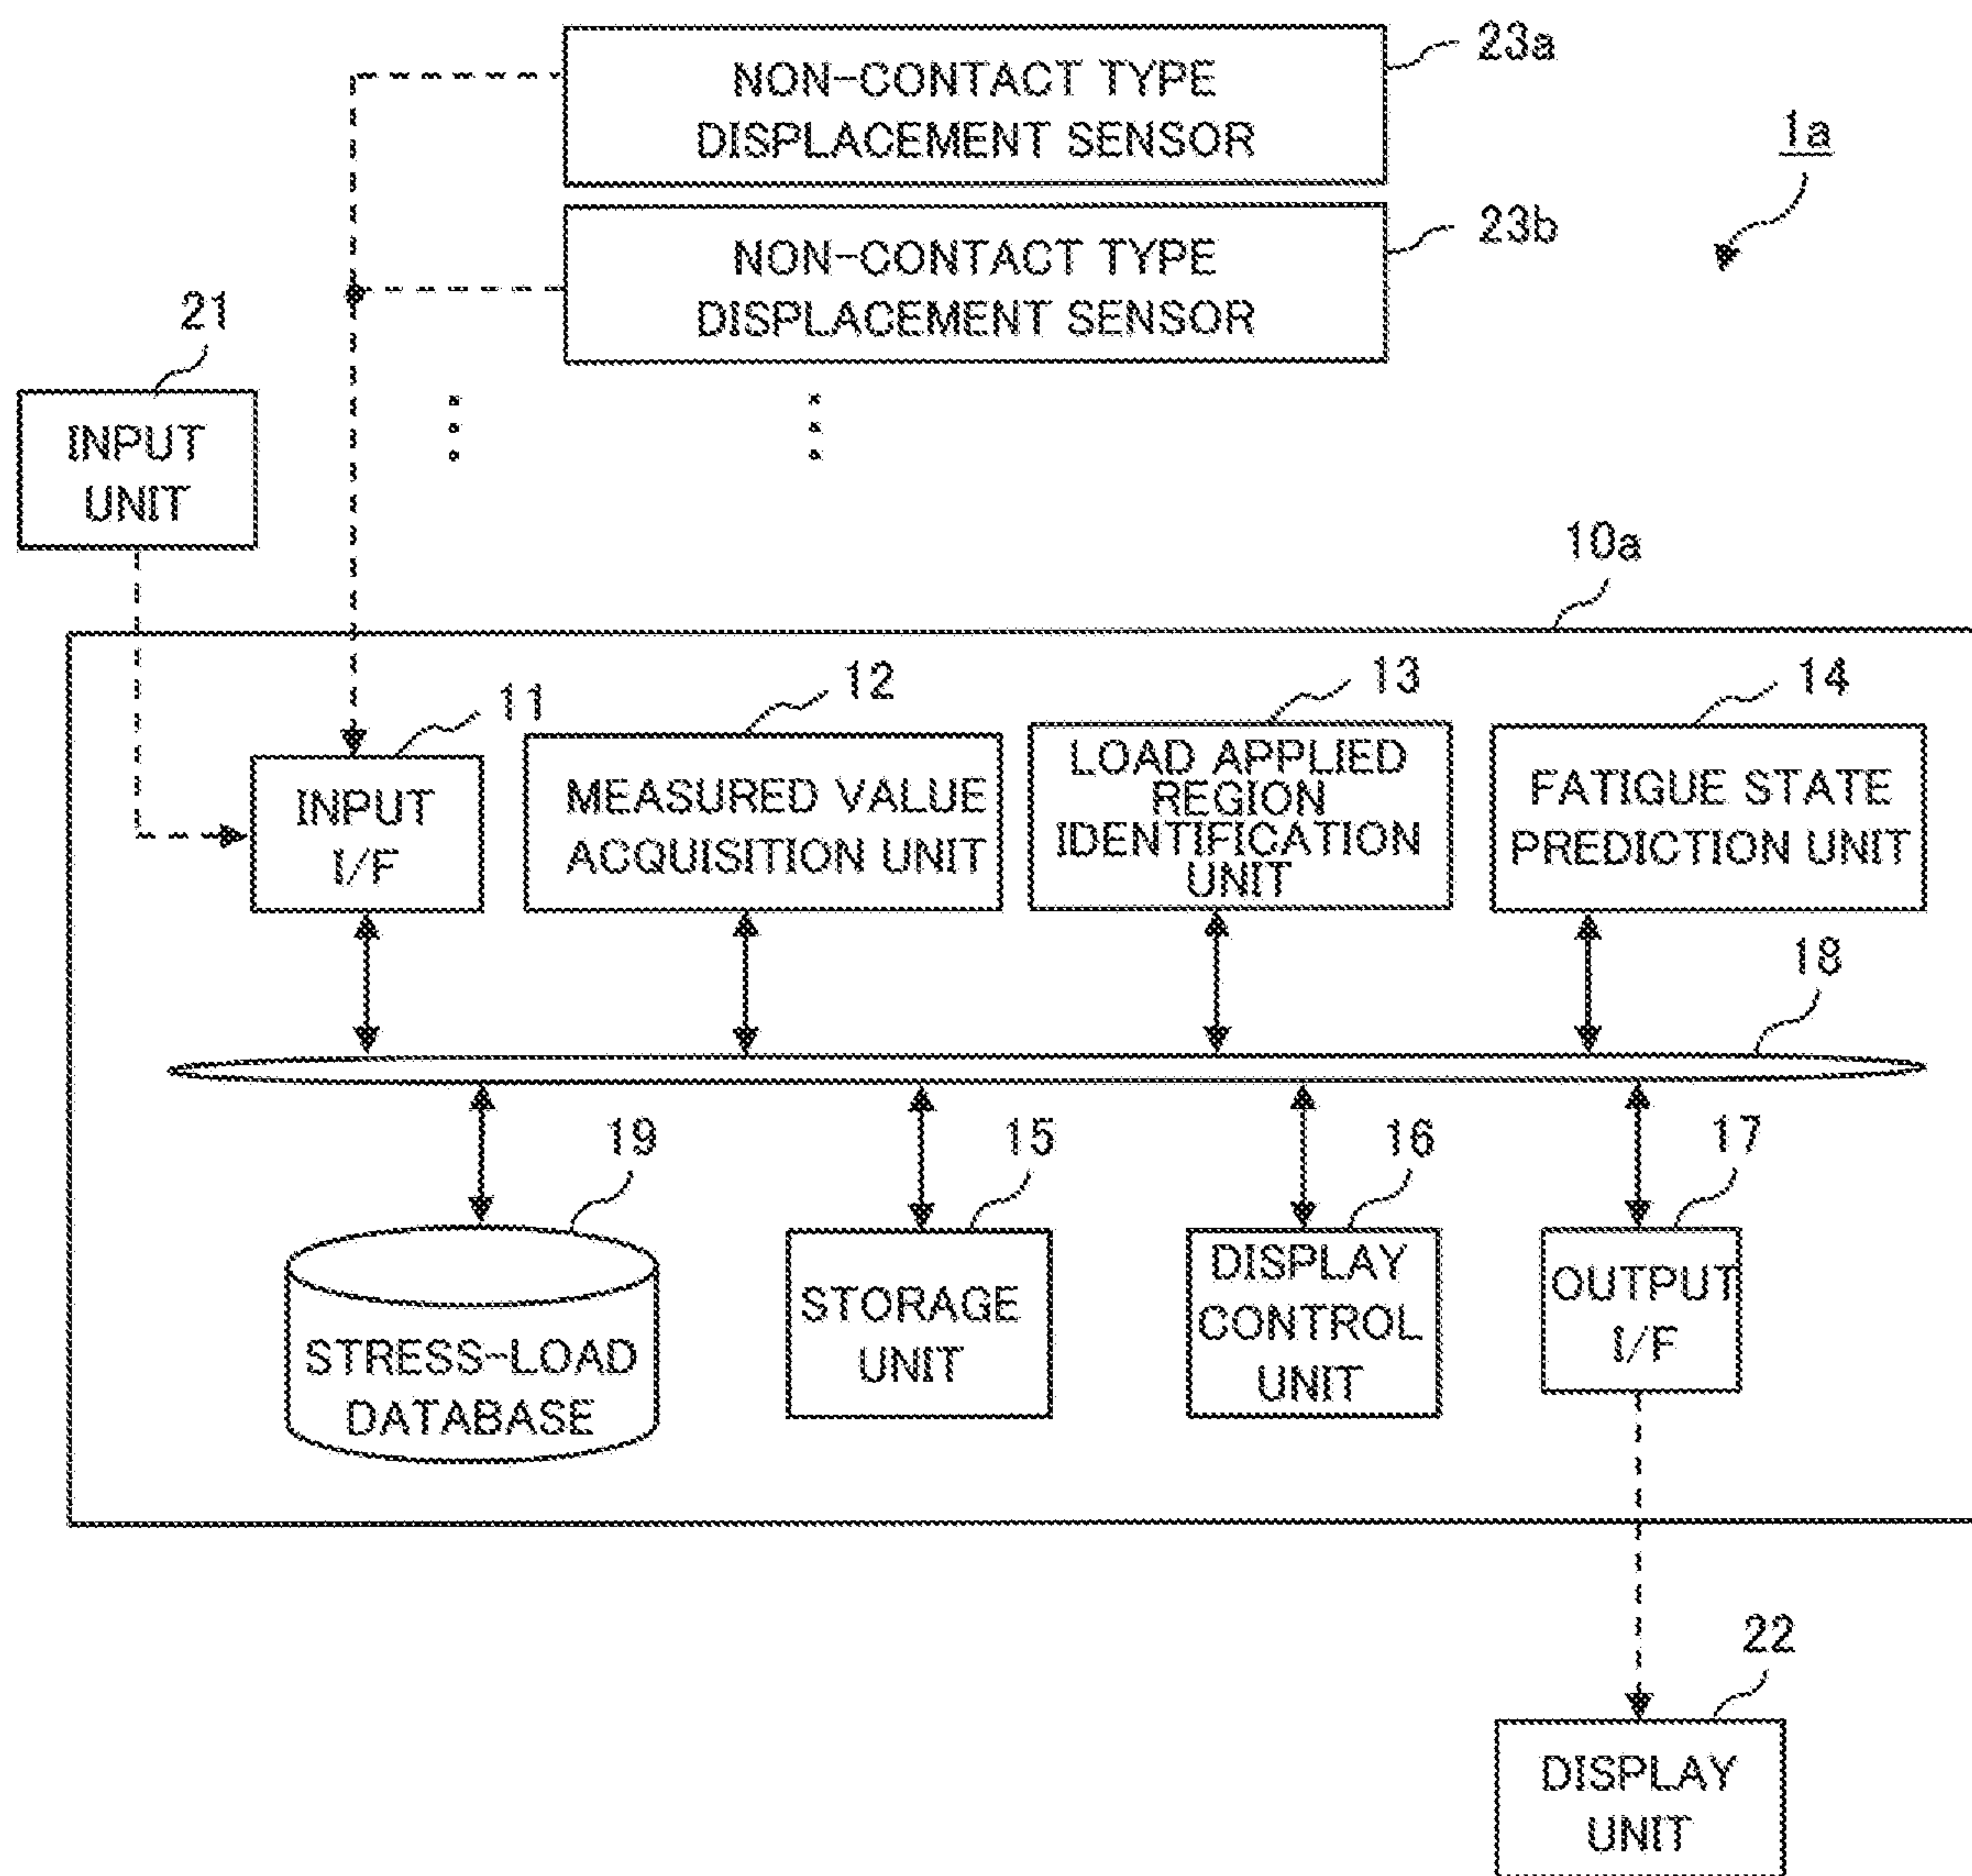 23a
NON-CONTACT TYPE
DISPLACEMENT SENSOR
1a
23b
NON-CONTACT TYPE
DISPLACEMENT SENSOR
21
INPUT
UNIT
10a
11
INPUT
I/F
12
MEASURED VALUE
ACQUISITION UNIT
13
LOAD APPLIED
REGION
IDENTIFICATION
UNIT
14
FATIGUE STATE
PREDICTION UNIT
18
19
STRESS-LOAD
DATABASE
15
STORAGE
UNIT
16
DISPLAY
CONTROL
UNIT
17
OUTPUT
I/F
22
DISPLAY
UNIT